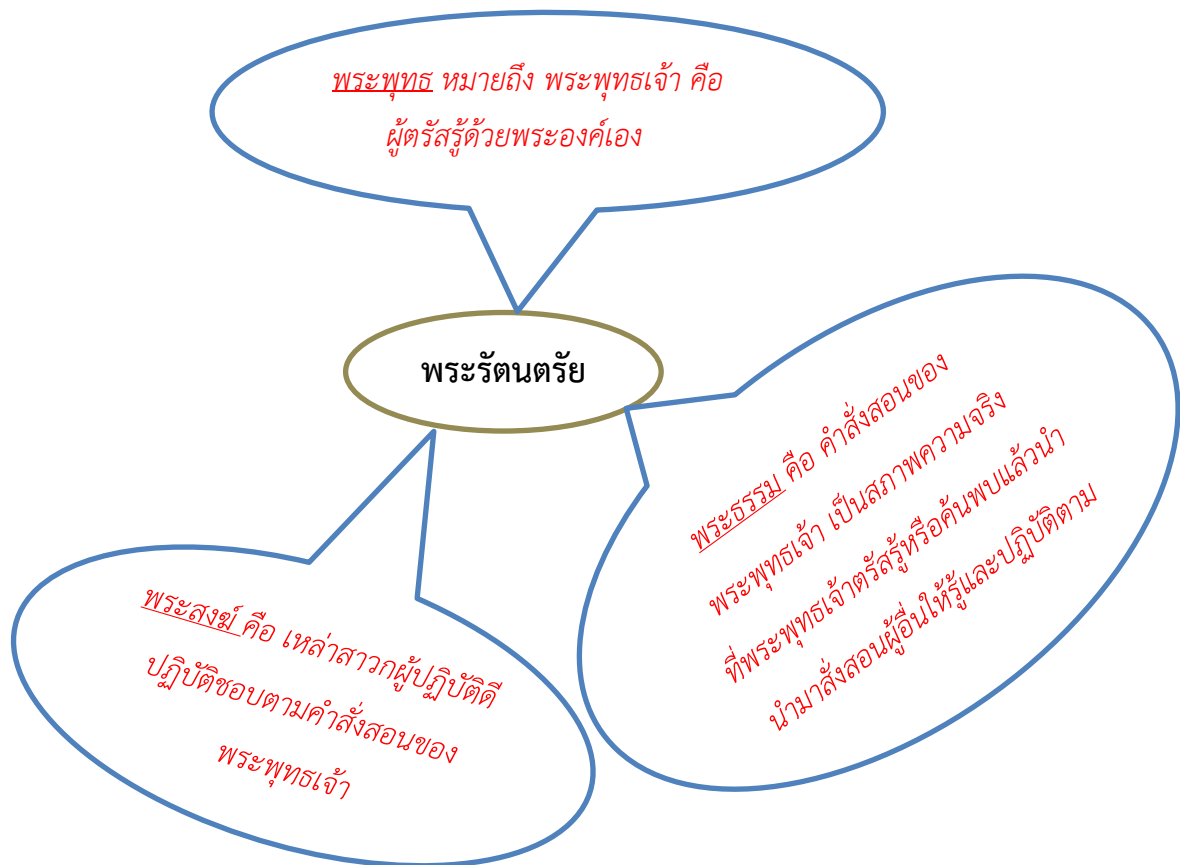 พระพุทธ หมายถึง พระพุทธเจ้า คือ
ผู้ตรัสรู้ด้วยพระองค์เอง
พระรัตนตรัย
พระธรรม คือ คำสั่งสอนของ
พระพุทธเจ้า เป็นสภาพความจริง
ที่พระพุทธเจ้าตรัสรู้หรือค้นพบแล้วนำ
นำมาสั่งสอนผู้อื่นให้รู้และปฏิบัติตาม
พระสงฆ์ คือ เหล่าสาวกผู้ปฏิบัติดี
ปฏิบัติชอบตามคำสั่งสอนของ
พระพุทธเจ้า